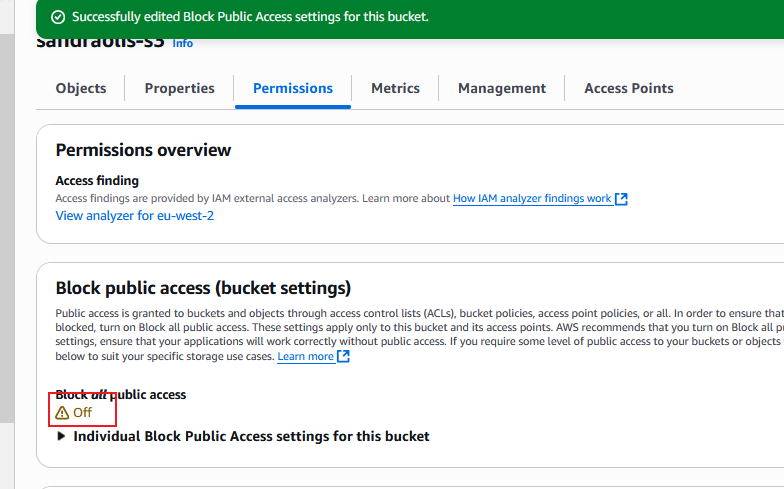 Successfully edited Block Public Access settings for this bucket.
sandraolis-s3 Info
Objects Properties Permissions Metrics Management Access Points
Permissions overview
Access finding
Access findings are provided by IAM external access analyzers. Learn more about How IAM analyzer findings work
View analyzer for eu-west-2
Block public access (bucket settings)
Public access is granted to buckets and objects through access control lists (ACLs), bucket policies, access point policies, or all. In order to ensure that
blocked, turn on Block all public access. These settings apply only to this bucket and its access points. AWS recommends that you turn on Block all
settings, ensure that your applications will work correctly without public access. If you require some level of public access to your buckets or objects
below to suit your specific storage use cases. Learn more
Block all public access
Off
Individual Block Public Access settings for this bucket